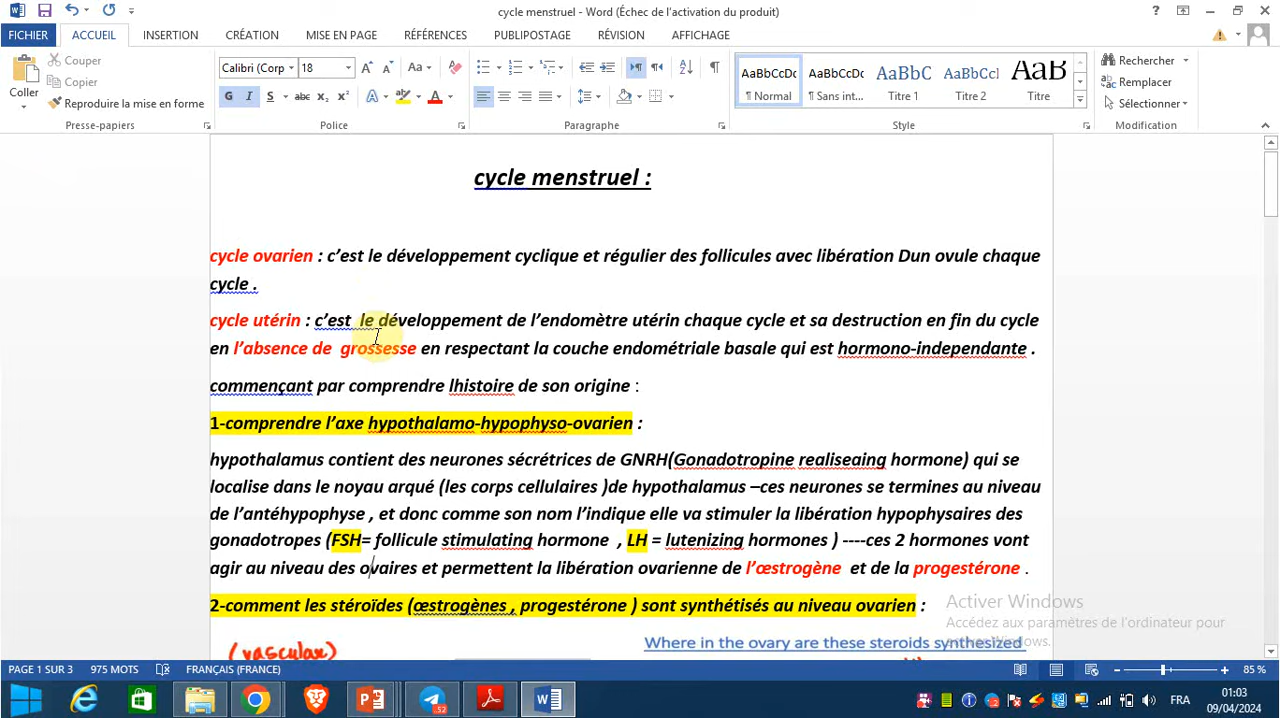 cycle menstruel - Word (Échec de l'activation du produit)
FICHIER ACCUEIL INSERTION CRÉATION MISE EN PAGE RÉFÉRENCES PUBLIPOSTAGE RÉVISION AFFICHAGE
Coller
Couper
Copier
Reproduire la mise en forme
Presse-papiers
Calibri (Corp 18
G I S abc x₂ x²
Police
Paragraphe
AaBbCcDc AaBbCcDc AaBbC AaBbCcI AaB
¶ Normal ¶ Sans int... Titre 1 Titre 2 Titre
Style
Rechercher
Remplacer
Sélectionner
Modification
cycle menstruel :
cycle ovarien : c’est le développement cyclique et régulier des follicules avec libération Dun ovule chaque
cycle .
cycle utérin : c’est le développement de l’endomètre utérin chaque cycle et sa destruction en fin du cycle
en l’absence de grossesse en respectant la couche endométriale basale qui est hormono-independante .
commençant par comprendre lhistoire de son origine :
1-comprendre l’axe hypothalamo-hypophyso-ovarien :
hypothalamus contient des neurones sécrétrices de GNRH(Gonadotropine realiseaing hormone) qui se
localise dans le noyau arqué (les corps cellulaires )de hypothalamus –ces neurones se termines au niveau
de l’antéhypophyse , et donc comme son nom l’indique elle va stimuler la libération hypophysaires des
gonadotropes (FSH= follicule stimulating hormone , LH = lutenizing hormones ) ----ces 2 hormones vont
agir au niveau des ovaires et permettent la libération ovarienne de l’œstrogène et de la progestérone .
2-comment les stéroïdes (œstrogènes , progestérone ) sont synthétisés au niveau ovarien :
(vascular)
Where in the ovary are these steroids synthesized
Activer Windows
Accédez aux paramètres de l'ordinateur pour
activer Windows.
PAGE 1 SUR 3 975 MOTS FRANÇAIS (FRANCE) 85 %
FR
01:03
09/04/2024